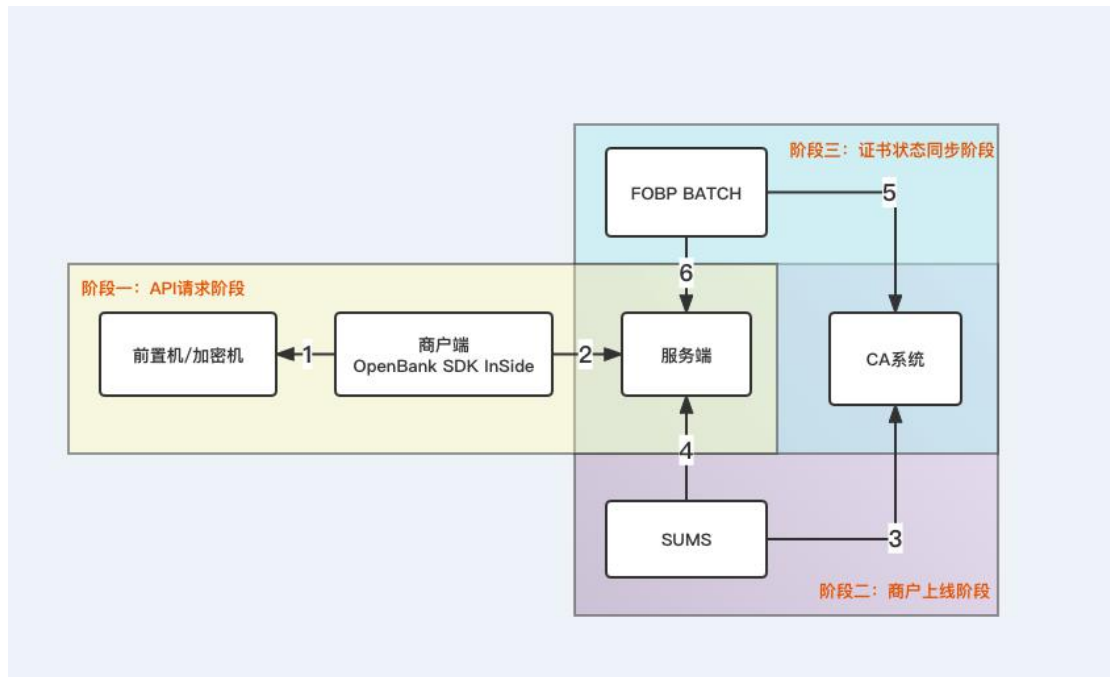 阶段三：证书状态同步阶段
FOBP BATCH
5
6
阶段一：API请求阶段
前置机/加密机
1
商户端
OpenBank SDK InSide
2
服务端
CA系统
4
SUMS
3
阶段二：商户上线阶段